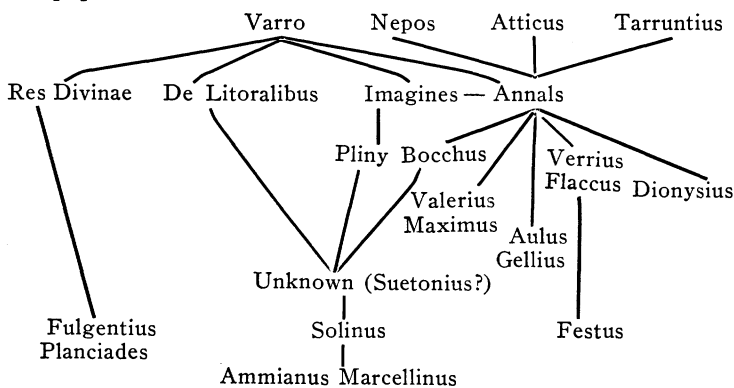 Varro Nepos Atticus Tarruntius
Res Divinae De Litoralibus Imagines — Annals
Pliny Bocchus Verrius
Flaccus Dionysius
Valerius
Maximus
Aulus
Gellius
Unknown (Suetonius?)
Fulgentius
Planciades
Solinus Festus
Ammianus Marcellinus